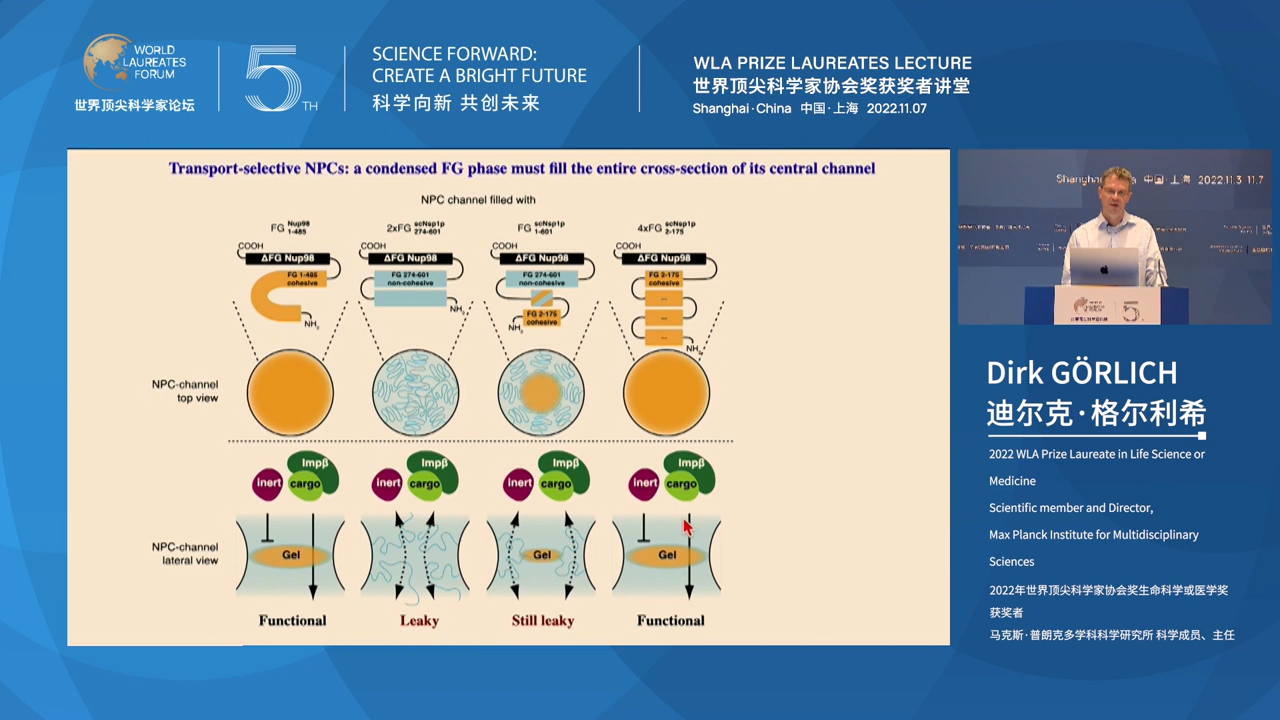 WORLD
LAUREATES
FORUM
世界顶尖科学家论坛
5TH
SCIENCE FORWARD:
CREATE A BRIGHT FUTURE
科学向新 共创未来
WLA PRIZE LAUREATES LECTURE
世界顶尖科学家协会奖获奖者讲堂
Shanghai·China 中国·上海 2022.11.07
Transport-selective NPCs: a condensed FG phase must fill the entire cross-section of its central channel
NPC channel filled with
FG Nup98 1-485
2xFG scNsp1p 274-601
FG scNsp1p 1-601
4xFG scNsp1p 2-175
COOH
COOH
COOH
COOH
ΔFG Nup98
ΔFG Nup98
ΔFG Nup98
ΔFG Nup98
FG 1-485
cohesive
FG 274-601
non-cohesive
FG 274-601
non-cohesive
FG 2-175
cohesive
FG 2-175
cohesive
...
...
...
NH2
NH2
NH2
NH2
NPC-channel
top view
Impβ
Impβ
Impβ
Impβ
inert
cargo
inert
cargo
inert
cargo
inert
cargo
NPC-channel
lateral view
Gel
Gel
Gel
Functional
Leaky
Still leaky
Functional
中国·上海 2022.11.3-11.7
Dirk GÖRLICH
迪尔克·格尔利希
2022 WLA Prize Laureate in Life Science or
Medicine
Scientific member and Director,
Max Planck Institute for Multidisciplinary
Sciences
2022年世界顶尖科学家协会奖生命科学或医学奖
获奖者
马克斯·普朗克多学科科学研究所 科学成员、主任